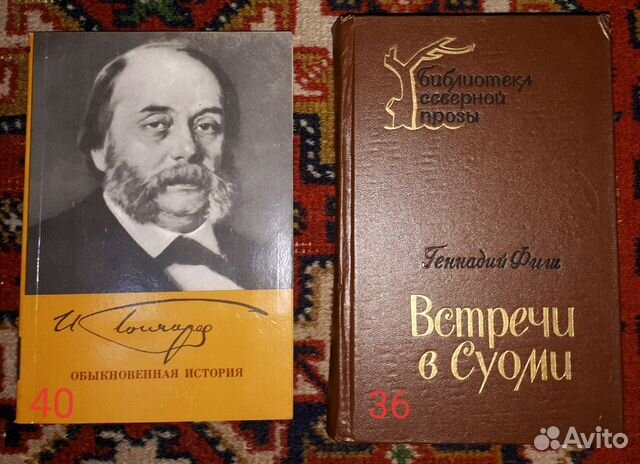 И Гончаров
ОБЫКНОВЕННАЯ ИСТОРИЯ
40
библиотека
северной
прозы
Геннадий Фиш
Встречи
в Суоми
36
Avito